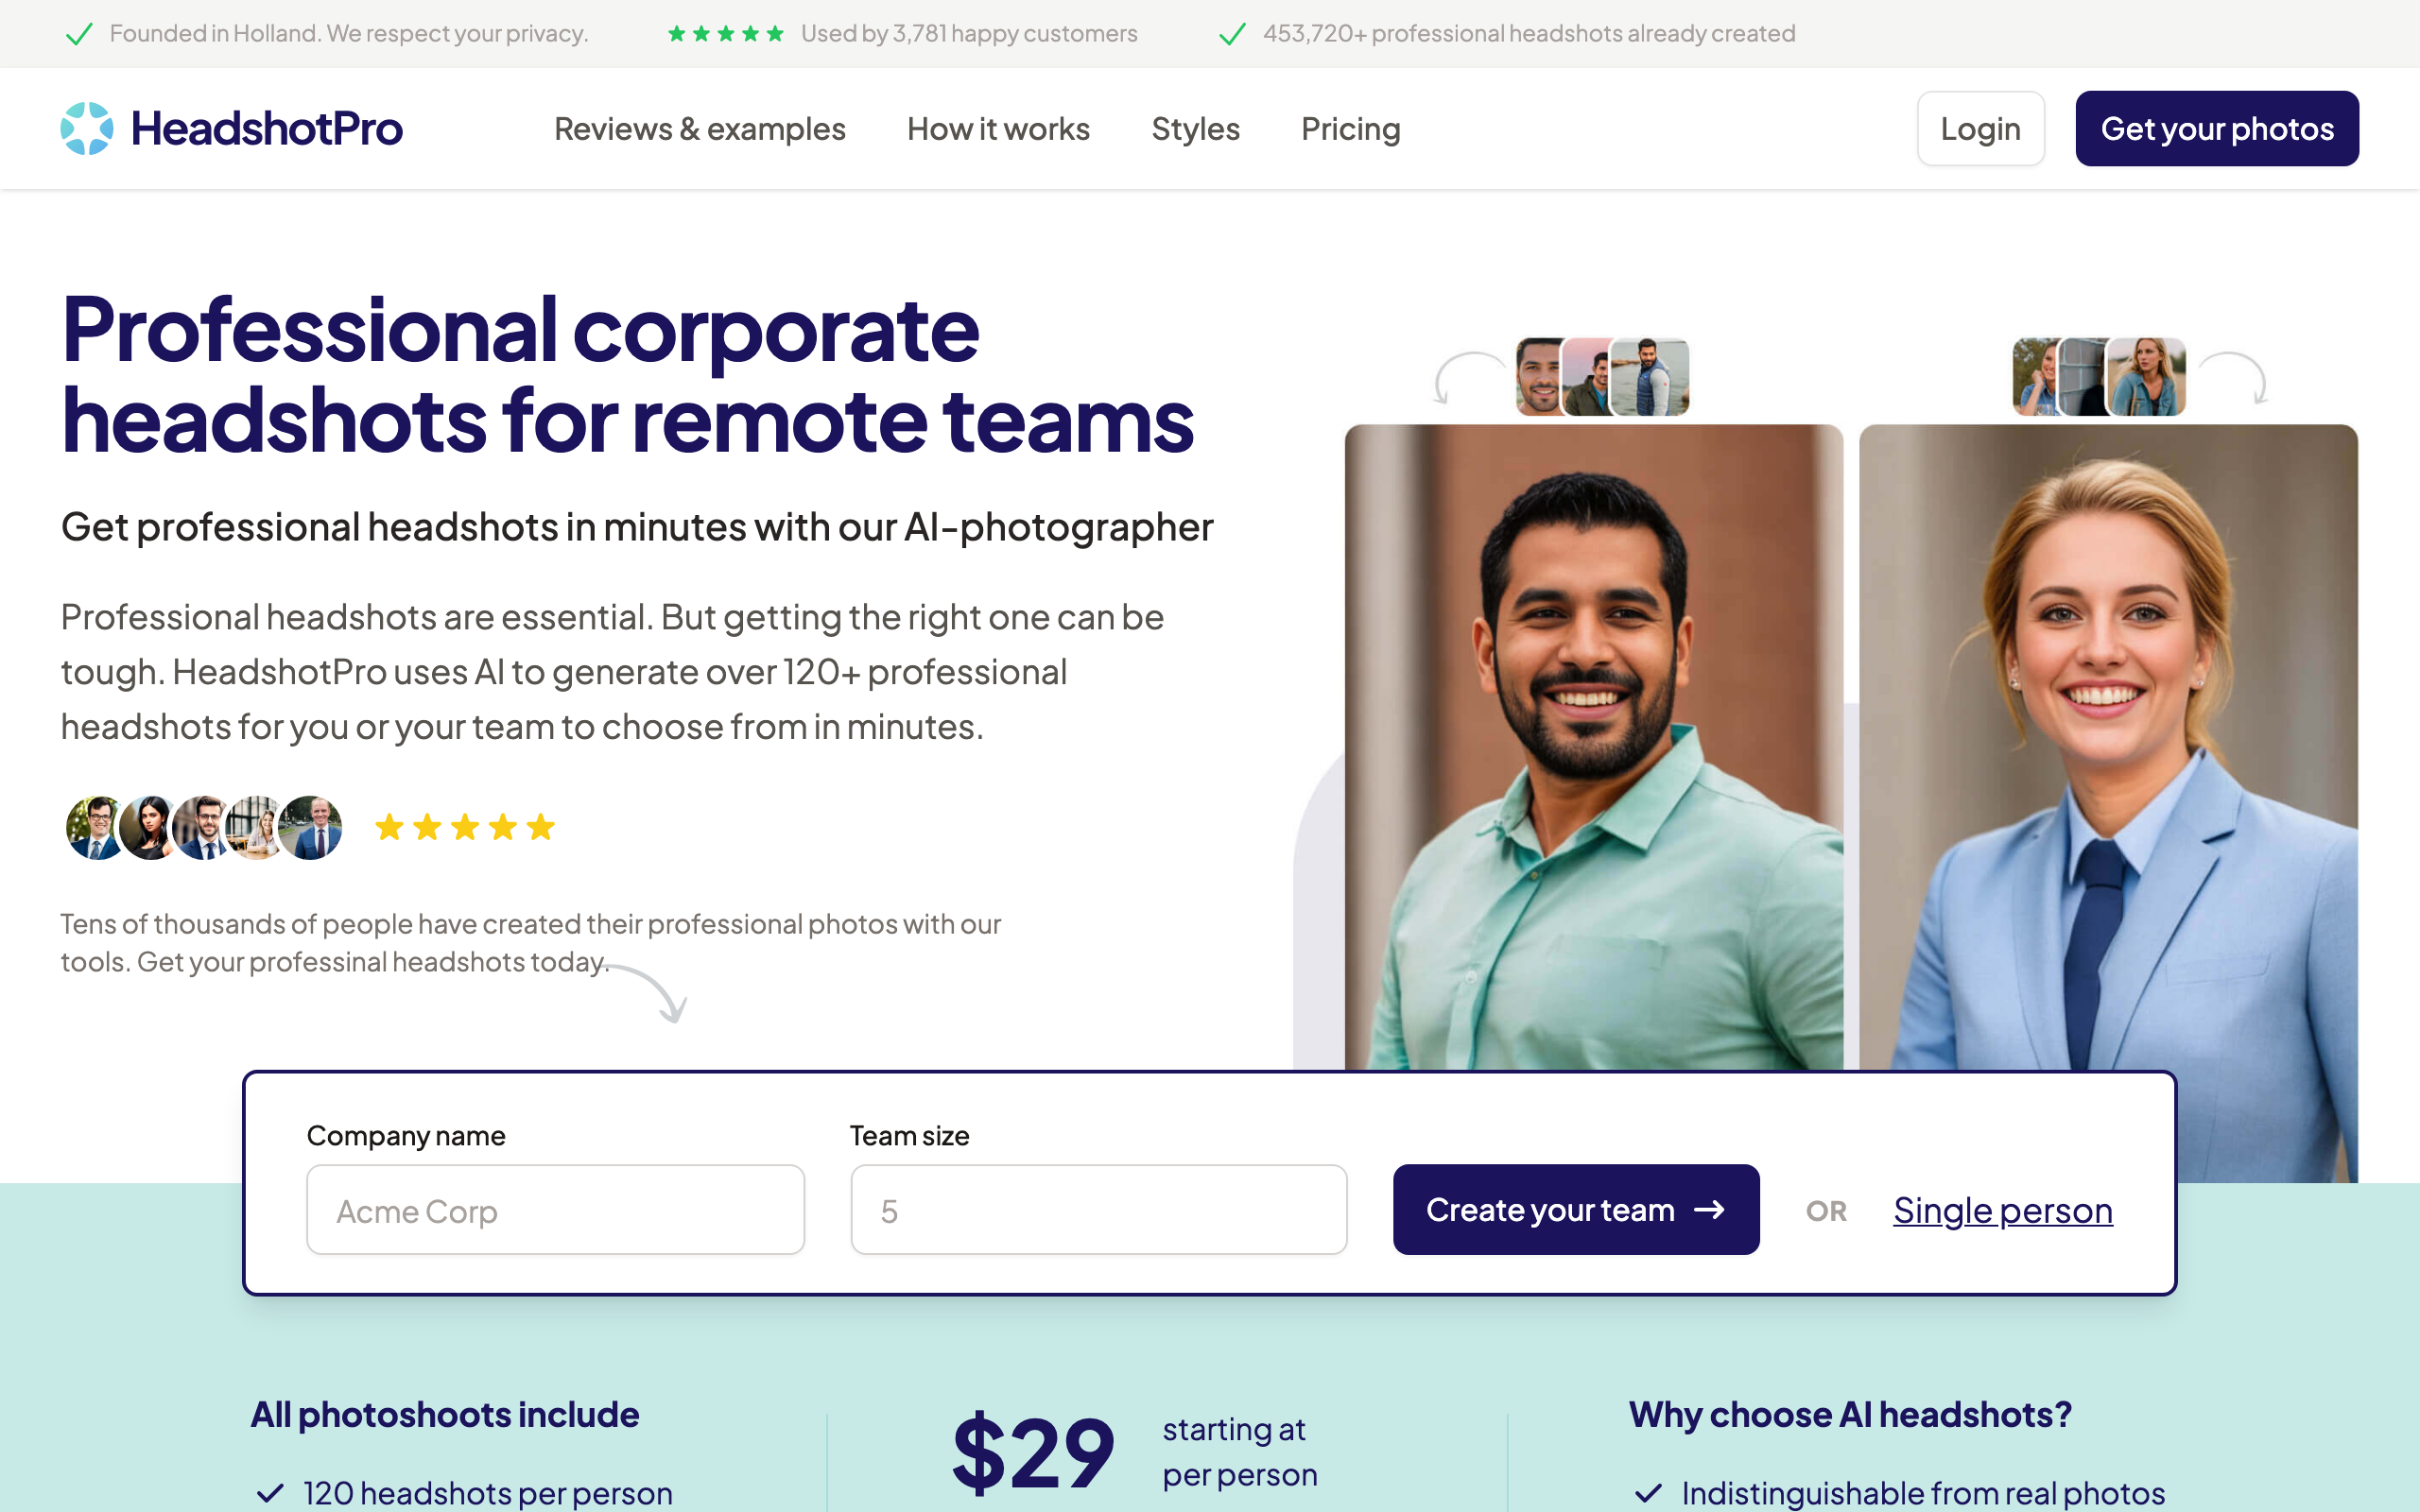 Founded in Holland. We respect your privacy.
Used by 3,781 happy customers
453,720+ professional headshots already created
HeadshotPro
Reviews & examples
How it works
Styles
Pricing
Login
Get your photos
Professional corporate
headshots for remote teams
Get professional headshots in minutes with our AI-photographer
Professional headshots are essential. But getting the right one can be
tough. HeadshotPro uses AI to generate over 120+ professional
headshots for you or your team to choose from in minutes.
Tens of thousands of people have created their professional photos with our
tools. Get your professinal headshots today.
Company name
Acme Corp
Team size
5
Create your team →
OR
Single person
All photoshoots include
120 headshots per person
$29
starting at
per person
Why choose AI headshots?
Indistinguishable from real photos